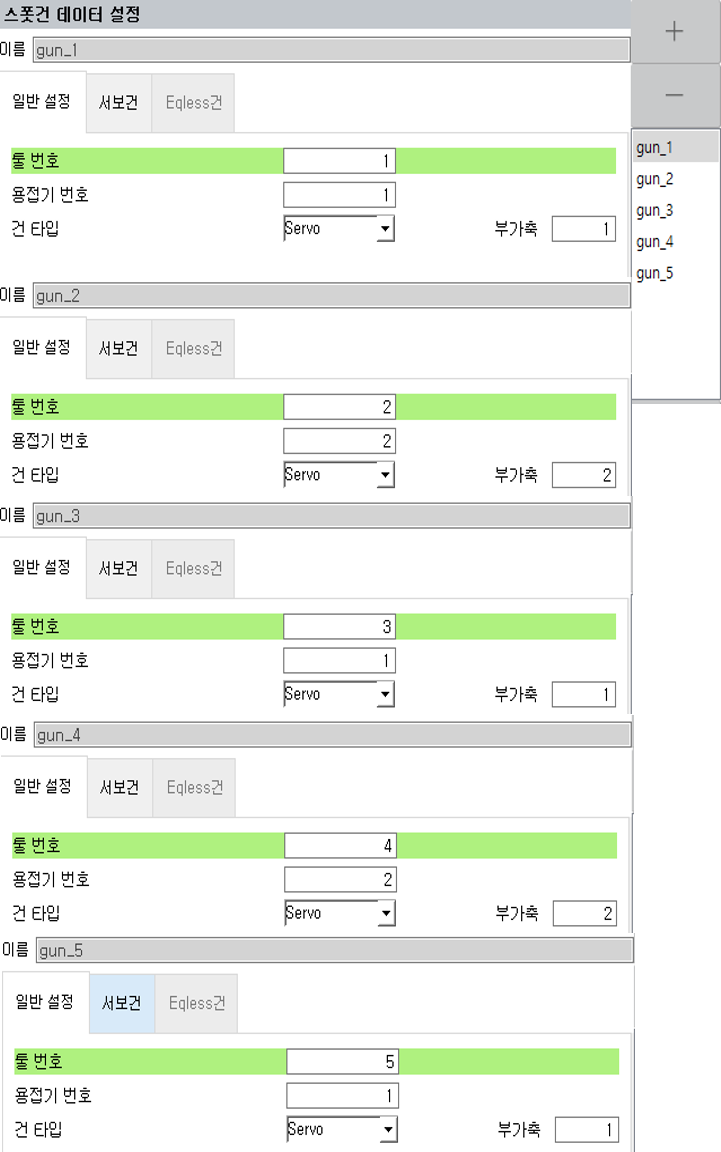 스폿건 데이터 설정
+
−
이름 gun_1
일반 설정 서보건 Eqless건
툴 번호 1
용접기 번호 1
건 타입 Servo 부가축 1
gun_1
gun_2
gun_3
gun_4
gun_5
이름 gun_2
일반 설정 서보건 Eqless건
툴 번호 2
용접기 번호 2
건 타입 Servo 부가축 2
이름 gun_3
일반 설정 서보건 Eqless건
툴 번호 3
용접기 번호 1
건 타입 Servo 부가축 1
이름 gun_4
일반 설정 서보건 Eqless건
툴 번호 4
용접기 번호 2
건 타입 Servo 부가축 2
이름 gun_5
일반 설정 서보건 Eqless건
툴 번호 5
용접기 번호 1
건 타입 Servo 부가축 1